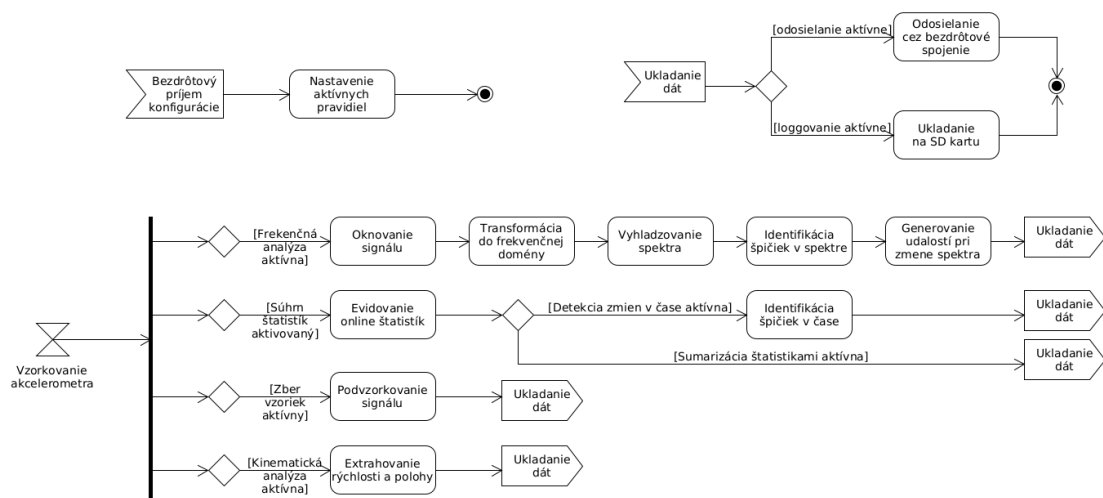 Bezdrôtový
príjem
konfigurácie
Nastavenie
aktívnych
pravidiel
Ukladanie
dát
[odosielanie aktívne]
Odosielanie
cez bezdrôtové
spojenie
[loggovanie aktívne]
Ukladanie
na SD kartu
Vzorkovanie
akcelerometra
[Frekenčná
analýza
aktívna]
Oknovanie
signálu
Transformácia
do frekvenčnej
domény
Vyhladzovanie
spektra
Identifikácia
špičiek v spektre
Generovanie
udalostí pri
zmene spektra
Ukladanie
dát
[Súhrn
štatistík
aktivovaný]
Evidovanie
online štatistík
[Detekcia zmien v čase aktívna]
Identifikácia
špičiek v čase
Ukladanie
dát
[Sumarizácia štatistikami aktívna]
Ukladanie
dát
[Zber
vzoriek
aktívny]
Podvzorkovanie
signálu
Ukladanie
dát
[Kinematická
analýza
aktívna]
Extrahovanie
rýchlosti a polohy
Ukladanie
dát